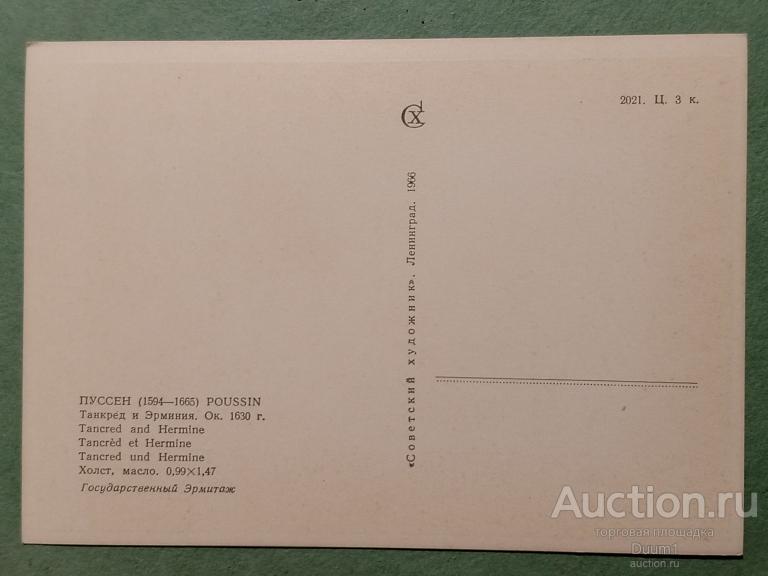 СХ
2021. Ц. 3 к.
«Советский художник». Ленинград. 1966
ПУССЕН (1594—1665) POUSSIN
Танкред и Эрминия. Ок. 1630 г.
Tancred and Hermine
Tancrèd et Hermine
Tancred und Hermine
Холст, масло. 0,99×1,47
Государственный Эрмитаж
Auction.ru
торговая площадка
Duum1
auction.ru